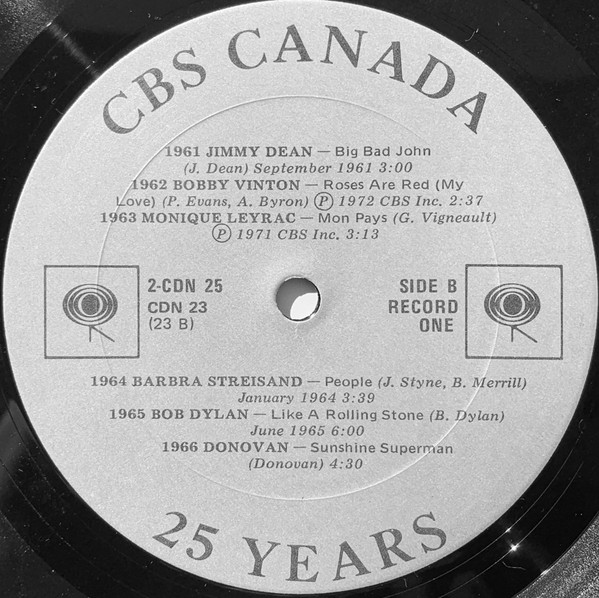 CBS CANADA
1961 JIMMY DEAN — Big Bad John
(J. Dean) September 1961 3:00
1962 BOBBY VINTON — Roses Are Red (My
Love) (P. Evans, A. Byron) Ⓟ 1972 CBS Inc. 2:37
1963 MONIQUE LEYRAC — Mon Pays (G. Vigneault)
Ⓟ 1971 CBS Inc. 3:13
2-CDN 25
CDN 23
(23 B)
SIDE B
RECORD
ONE
1964 BARBRA STREISAND — People (J. Styne, B. Merrill)
January 1964 3:39
1965 BOB DYLAN — Like A Rolling Stone (B. Dylan)
June 1965 6:00
1966 DONOVAN — Sunshine Superman
(Donovan) 4:30
25 YEARS